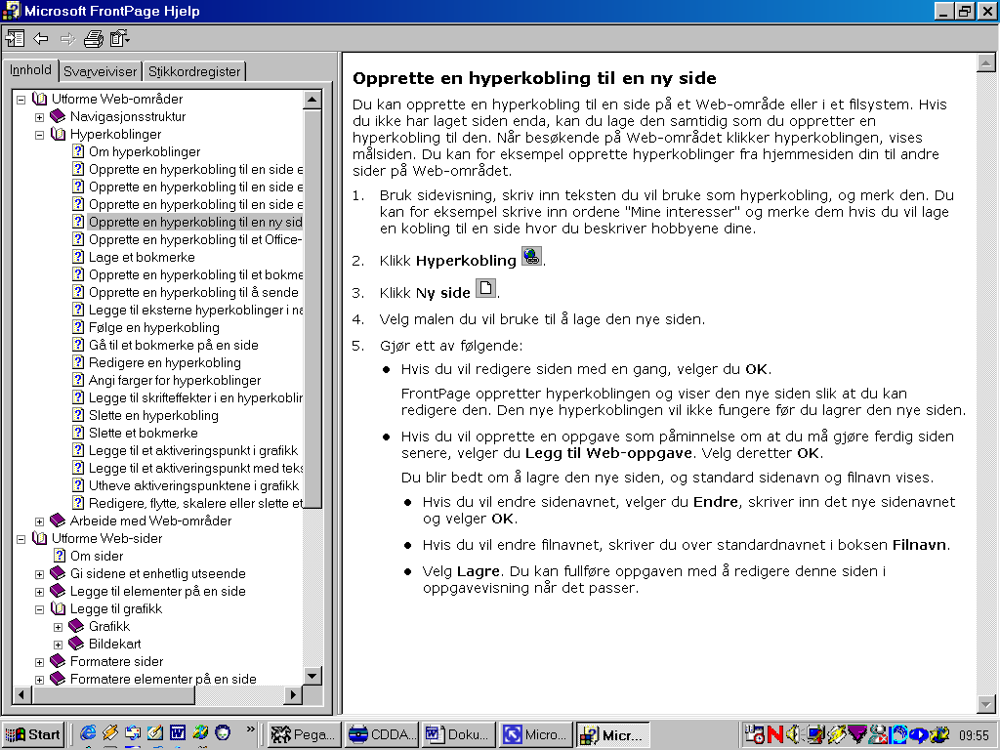 Microsoft FrontPage Hjelp
Innhold
Svarveiviser
Stikkordregister
Utforme Web-områder
Navigasjonsstruktur
Hyperkoblinger
Om hyperkoblinger
Opprette en hyperkobling til en side e
Opprette en hyperkobling til en side e
Opprette en hyperkobling til en side e
Opprette en hyperkobling til en ny sid
Opprette en hyperkobling til et Office-
Lage et bokmerke
Opprette en hyperkobling til et bokme
Opprette en hyperkobling til å sende
Legge til eksterne hyperkoblinger i na
Følge en hyperkobling
Gå til et bokmerke på en side
Redigere en hyperkobling
Angi farger for hyperkoblinger
Legge til skrifteffekter i en hyperkoblin
Slette en hyperkobling
Slette et bokmerke
Legge til et aktiveringspunkt i grafikk
Legge til et aktiveringspunkt med teks
Utheve aktiveringspunktene i grafikk
Redigere, flytte, skalere eller slette et
Arbeide med Web-områder
Utforme Web-sider
Om sider
Gi sidene et enhetlig utseende
Legge til elementer på en side
Legge til grafikk
Grafikk
Bildekart
Formatere sider
Formatere elementer på en side
Opprette en hyperkobling til en ny side
Du kan opprette en hyperkobling til en side på et Web-område eller i et filsystem. Hvis
du ikke har laget siden enda, kan du lage den samtidig som du oppretter en
hyperkobling til den. Når besøkende på Web-området klikker hyperkoblingen, vises
målsiden. Du kan for eksempel opprette hyperkoblinger fra hjemmesiden din til andre
sider på Web-området.
1. Bruk sidevisning, skriv inn teksten du vil bruke som hyperkobling, og merk den. Du
kan for eksempel skrive inn ordene "Mine interesser" og merke dem hvis du vil lage
en kobling til en side hvor du beskriver hobbyene dine.
2. Klikk Hyperkobling .
3. Klikk Ny side .
4. Velg malen du vil bruke til å lage den nye siden.
5. Gjør ett av følgende:
• Hvis du vil redigere siden med en gang, velger du OK.
FrontPage oppretter hyperkoblingen og viser den nye siden slik at du kan
redigere den. Den nye hyperkoblingen vil ikke fungere før du lagrer den nye siden.
• Hvis du vil opprette en oppgave som påminnelse om at du må gjøre ferdig siden
senere, velger du Legg til Web-oppgave. Velg deretter OK.
Du blir bedt om å lagre den nye siden, og standard sidenavn og filnavn vises.
• Hvis du vil endre sidenavnet, velger du Endre, skriver inn det nye sidenavnet
og velger OK.
• Hvis du vil endre filnavnet, skriver du over standardnavnet i boksen Filnavn.
• Velg Lagre. Du kan fullføre oppgaven med å redigere denne siden i
oppgavevisning når det passer.
Start
Pega...
CDDA...
Doku...
Micro...
Micr...
09:55